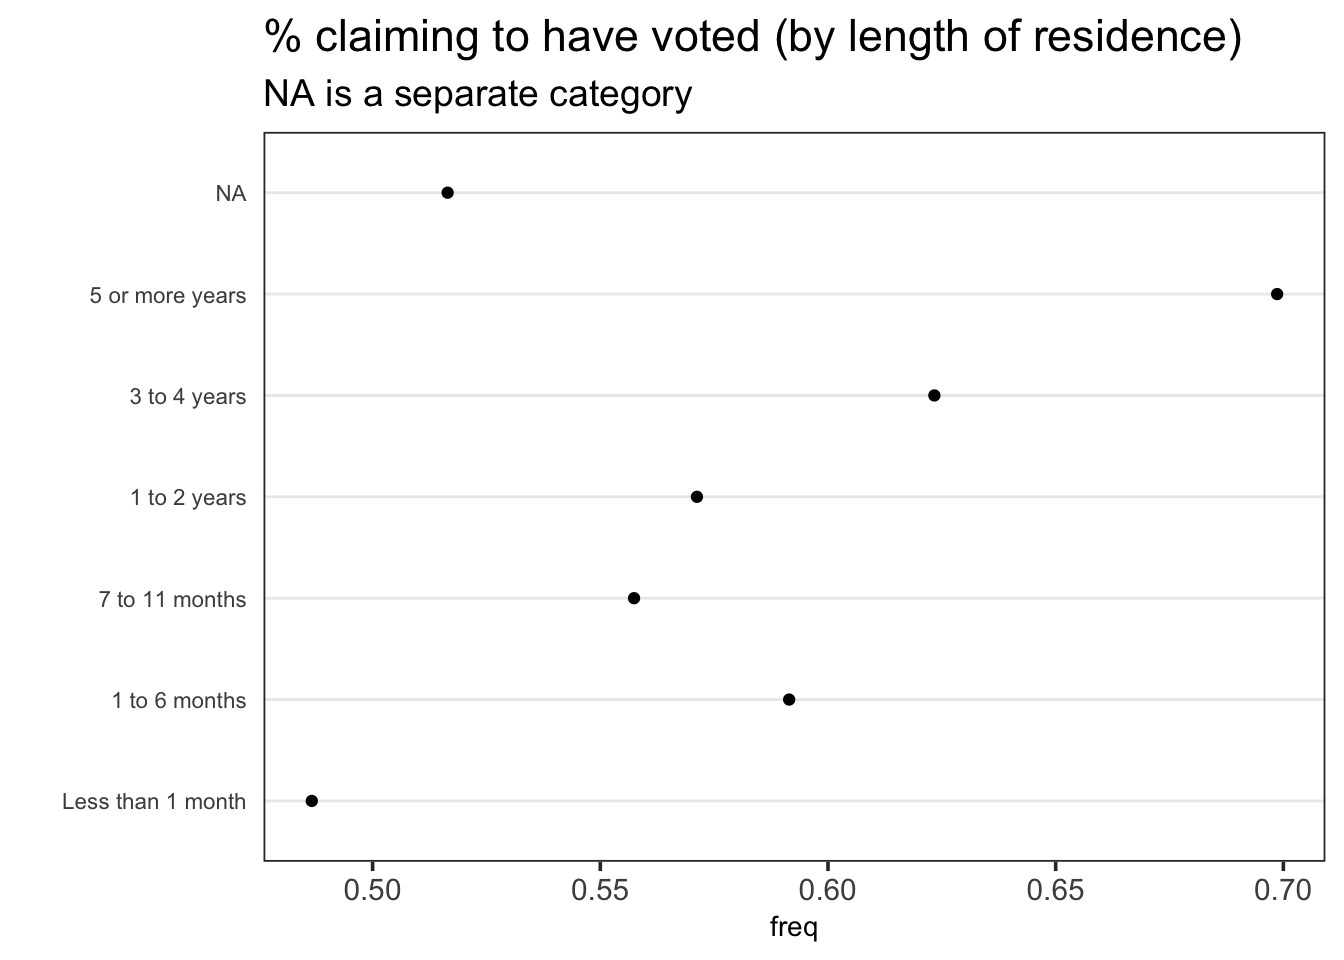 % claiming to have voted (by length of residence)
NA is a separate category
NA
5 or more years
3 to 4 years
1 to 2 years
7 to 11 months
1 to 6 months
Less than 1 month
0.50 0.55 0.60 0.65 0.70
freq